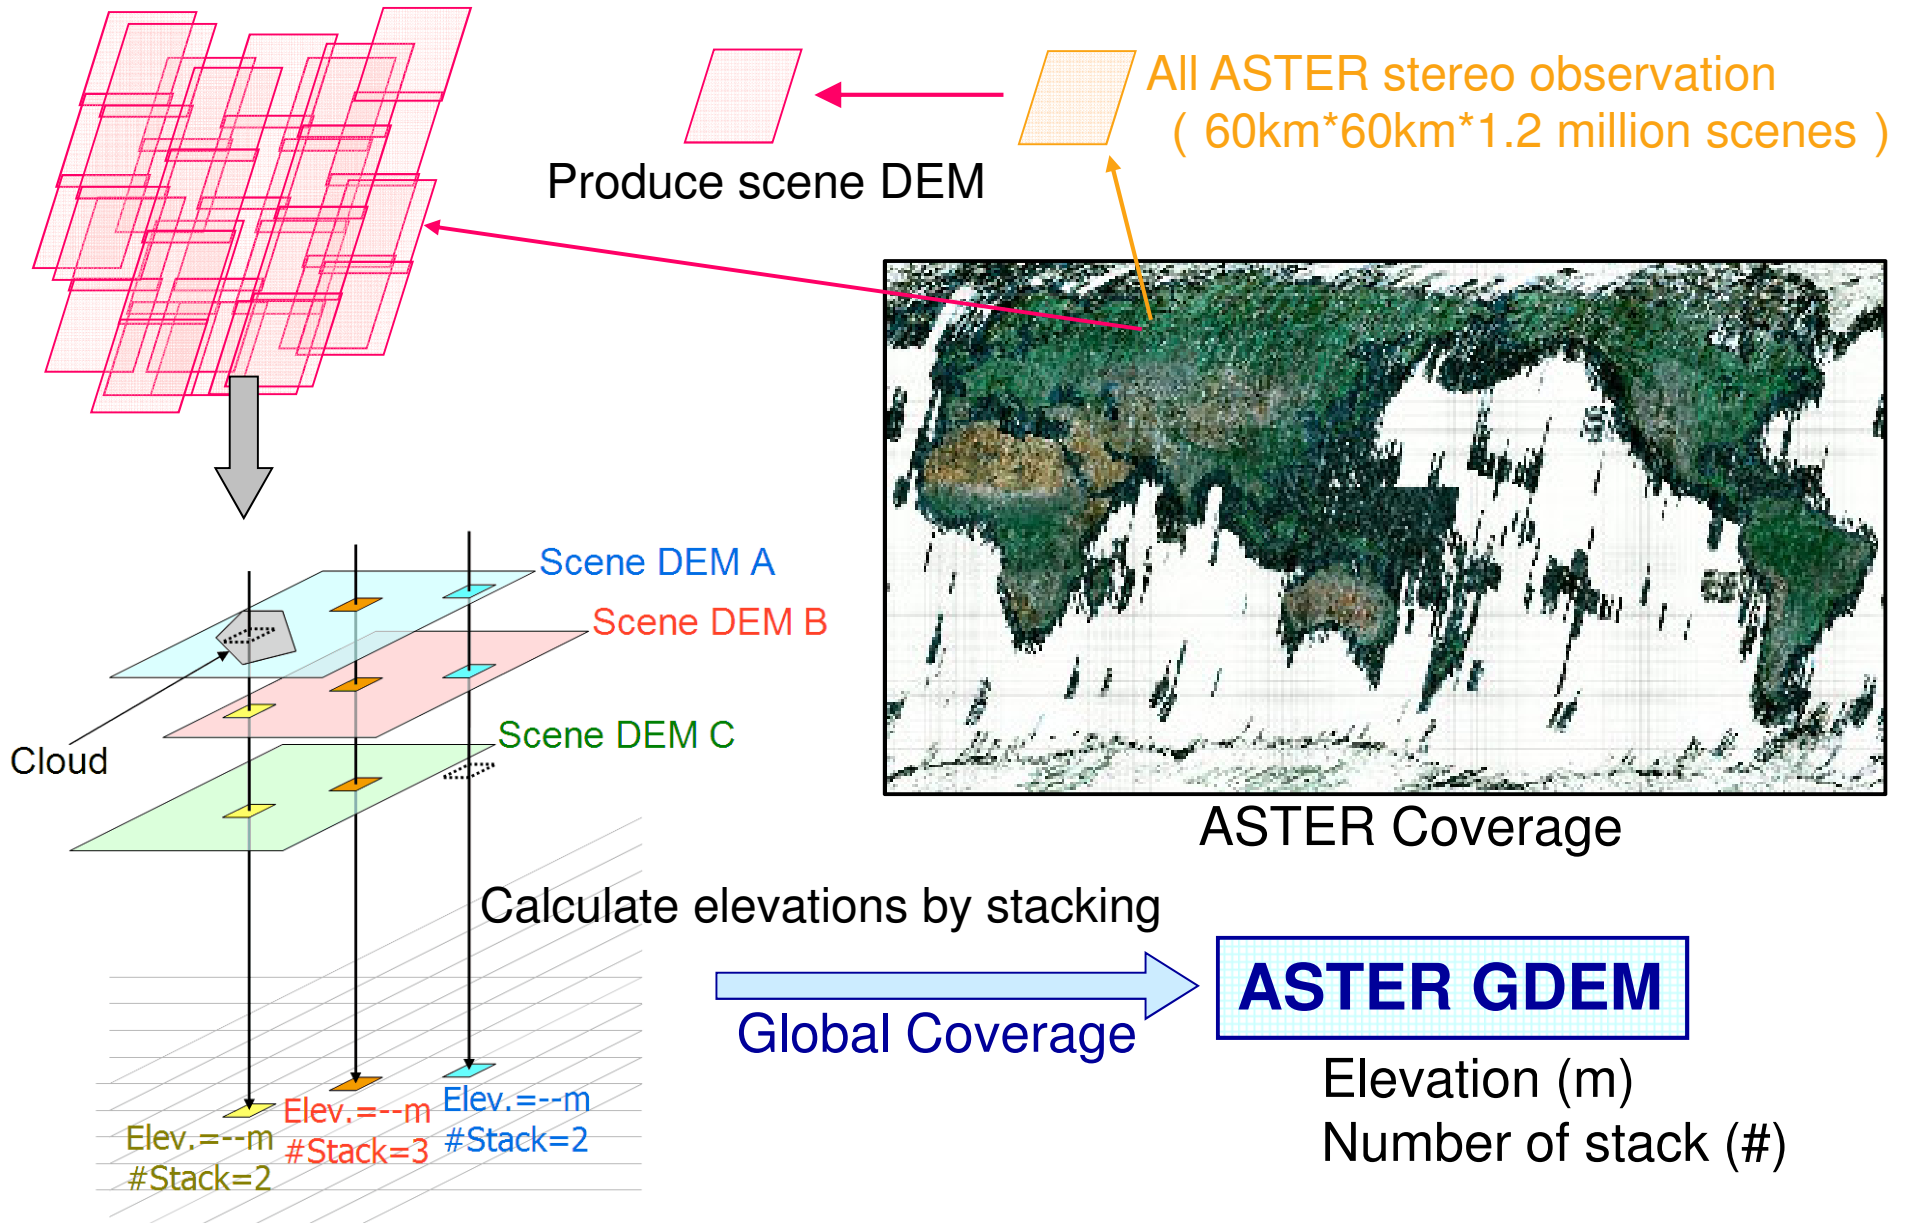 All ASTER stereo observation
( 60km*60km*1.2 million scenes )
Produce scene DEM
Scene DEM A
Scene DEM B
Scene DEM C
Cloud
ASTER Coverage
Calculate elevations by stacking
Global Coverage
ASTER GDEM
Elevation (m)
Number of stack (#)
Elev.=--m
#Stack=2
Elev.=--m
#Stack=3
Elev.=--m
#Stack=2